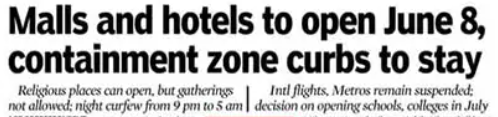 Malls and hotels to open June 8,
containment zone curbs to stay
Religious places can open, but gatherings
not allowed; night curfew from 9 pm to 5 am
Intl flights, Metros remain suspended;
decision on opening schools, colleges in July